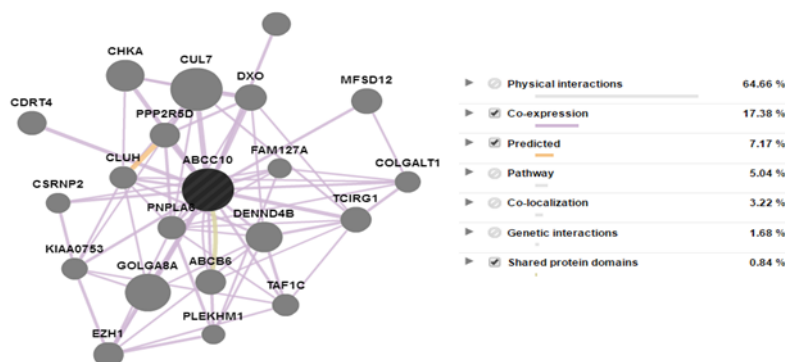 CHKA
CUL7
DXO
MFSD12
CDRT4
PPP2R5D
CLUH
ABCC10
FAM127A
COLGALT1
CSRNP2
PNPLA6
DENND4B
TCIRG1
KIAA0753
GOLGA8A
ABCB6
TAF1C
PLEKHM1
EZH1
Physical interactions 64.66 %
Co-expression 17.38 %
Predicted 7.17 %
Pathway 5.04 %
Co-localization 3.22 %
Genetic interactions 1.68 %
Shared protein domains 0.84 %